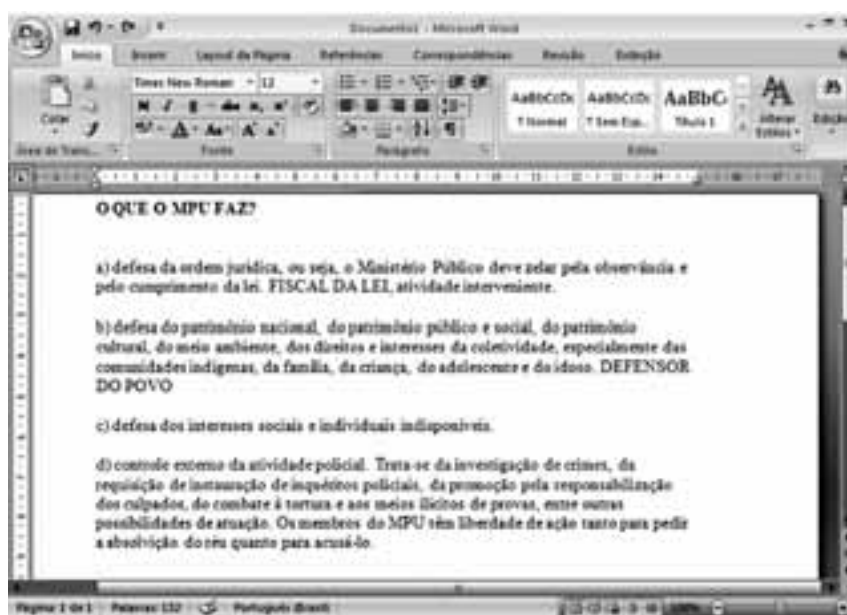 Documento1 - Microsoft Word
Início Inserir Layout da Página Referências Correspondências Revisão Exibição
Times New Roman 12
AaBbCcDc AaBbCcDc AaBbC
Colar
¶ Normal ¶ Sem Esp... Título 1
Alterar Estilos
Edição
Área de Transf... Fonte Parágrafo Estilo
O QUE O MPU FAZ?
a) defesa da ordem jurídica, ou seja, o Ministério Público deve zelar pela observância e
pelo cumprimento da lei. FISCAL DA LEI, atividade interveniente.
b) defesa do patrimônio nacional, do patrimônio público e social, do patrimônio
cultural, do meio ambiente, dos direitos e interesses da coletividade, especialmente das
comunidades indígenas, da família, da criança, do adolescente e do idoso. DEFENSOR
DO POVO
c) defesa dos interesses sociais e individuais indisponíveis.
d) controle externo da atividade policial. Trata-se da investigação de crimes, da
requisição de instauração de inquéritos policiais, da promoção pela responsabilização
dos culpados, do combate à tortura e aos meios ilícitos de provas, entre outras
possibilidades de atuação. Os membros do MPU têm liberdade de ação tanto para pedir
a absolvição do réu quanto para acusá-lo.
Página 1 de 1 Palavras: 132 Português (Brasil) 100%